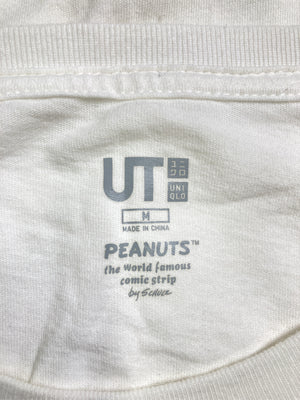 UT
ユニ
クロ
UNI
QLO
M
MADE IN CHINA
PEANUTS™
the world famous
comic strip
by Schulz